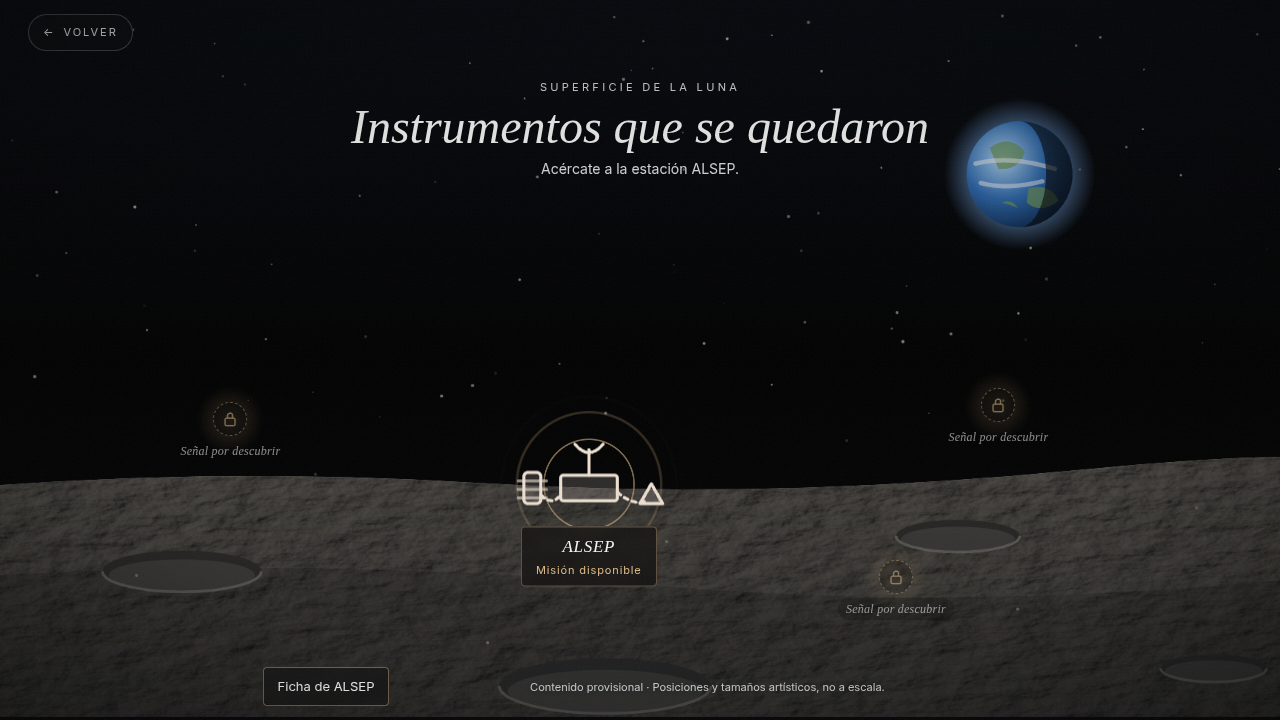 ← VOLVER
SUPERFICIE DE LA LUNA
Instrumentos que se quedaron
Acércate a la estación ALSEP.
Señal por descubrir
Señal por descubrir
ALSEP
Misión disponible
Señal por descubrir
Ficha de ALSEP
Contenido provisional · Posiciones y tamaños artísticos, no a escala.